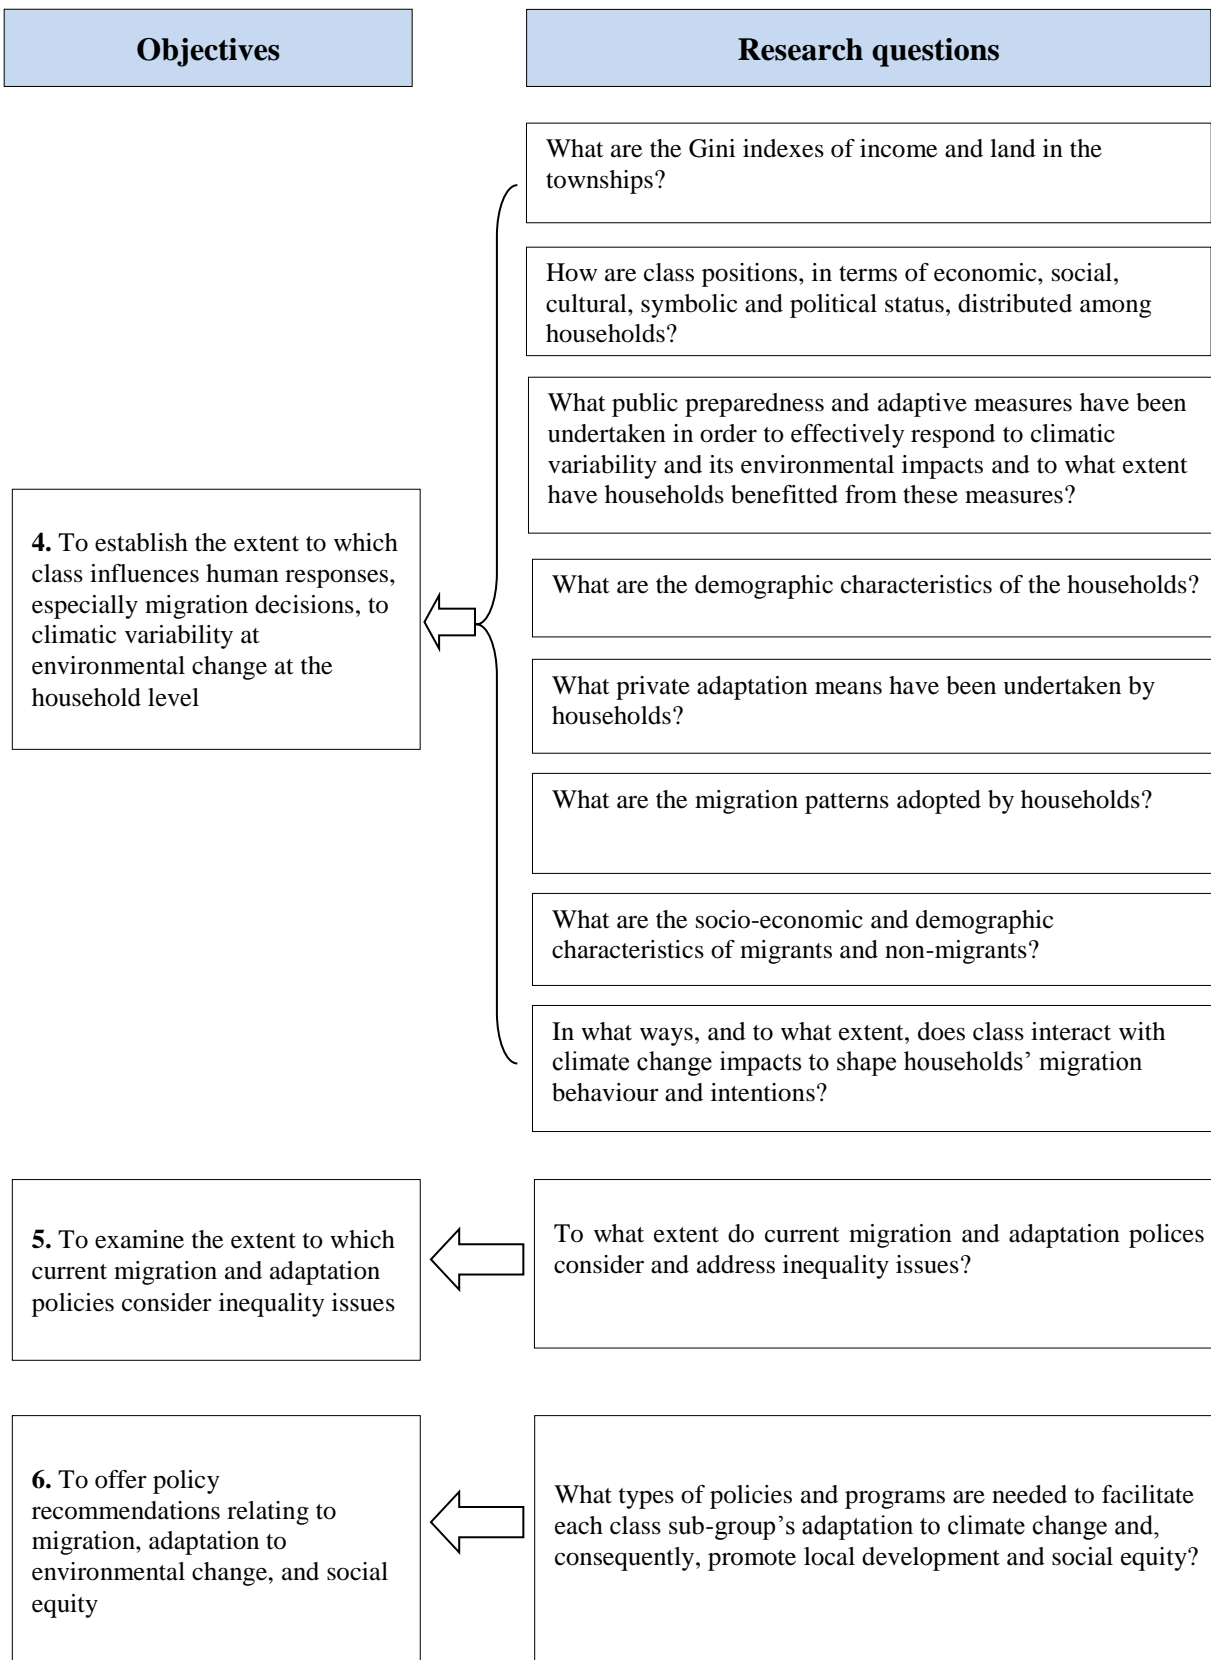 Objectives
Research questions
What are the Gini indexes of income and land in the
townships?
How are class positions, in terms of economic, social,
cultural, symbolic and political status, distributed among
households?
What public preparedness and adaptive measures have been
undertaken in order to effectively respond to climatic
variability and its environmental impacts and to what extent
have households benefitted from these measures?
4. To establish the extent to which
class influences human responses,
especially migration decisions, to
climatic variability at
environmental change at the
household level
What are the demographic characteristics of the households?
What private adaptation means have been undertaken by
households?
What are the migration patterns adopted by households?
What are the socio-economic and demographic
characteristics of migrants and non-migrants?
In what ways, and to what extent, does class interact with
climate change impacts to shape households’ migration
behaviour and intentions?
5. To examine the extent to which
current migration and adaptation
policies consider inequality issues
To what extent do current migration and adaptation polices
consider and address inequality issues?
6. To offer policy
recommendations relating to
migration, adaptation to
environmental change, and social
equity
What types of policies and programs are needed to facilitate
each class sub-group’s adaptation to climate change and,
consequently, promote local development and social equity?